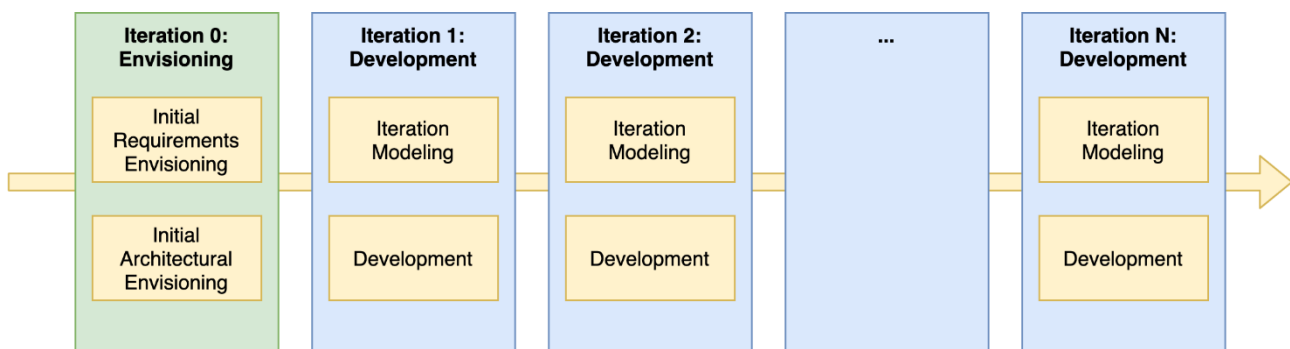 Iteration 0:
Envisioning
Initial
Requirements
Envisioning
Initial
Architectural
Envisioning
Iteration 1:
Development
Iteration
Modeling
Development
Iteration 2:
Development
Iteration
Modeling
Development
...
Iteration N:
Development
Iteration
Modeling
Development